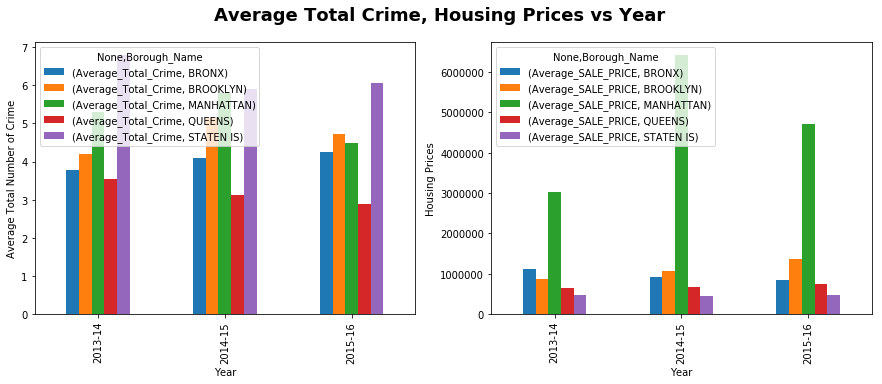 Average Total Crime, Housing Prices vs Year
None,Borough_Name
(Average_Total_Crime, BRONX)
(Average_Total_Crime, BROOKLYN)
(Average_Total_Crime, MANHATTAN)
(Average_Total_Crime, QUEENS)
(Average_Total_Crime, STATEN IS)
Average Total Number of Crime
7
6
5
4
3
2
1
0
2013-14
2014-15
2015-16
Year
None,Borough_Name
(Average_SALE_PRICE, BRONX)
(Average_SALE_PRICE, BROOKLYN)
(Average_SALE_PRICE, MANHATTAN)
(Average_SALE_PRICE, QUEENS)
(Average_SALE_PRICE, STATEN IS)
Housing Prices
6000000
5000000
4000000
3000000
2000000
1000000
0
2013-14
2014-15
2015-16
Year